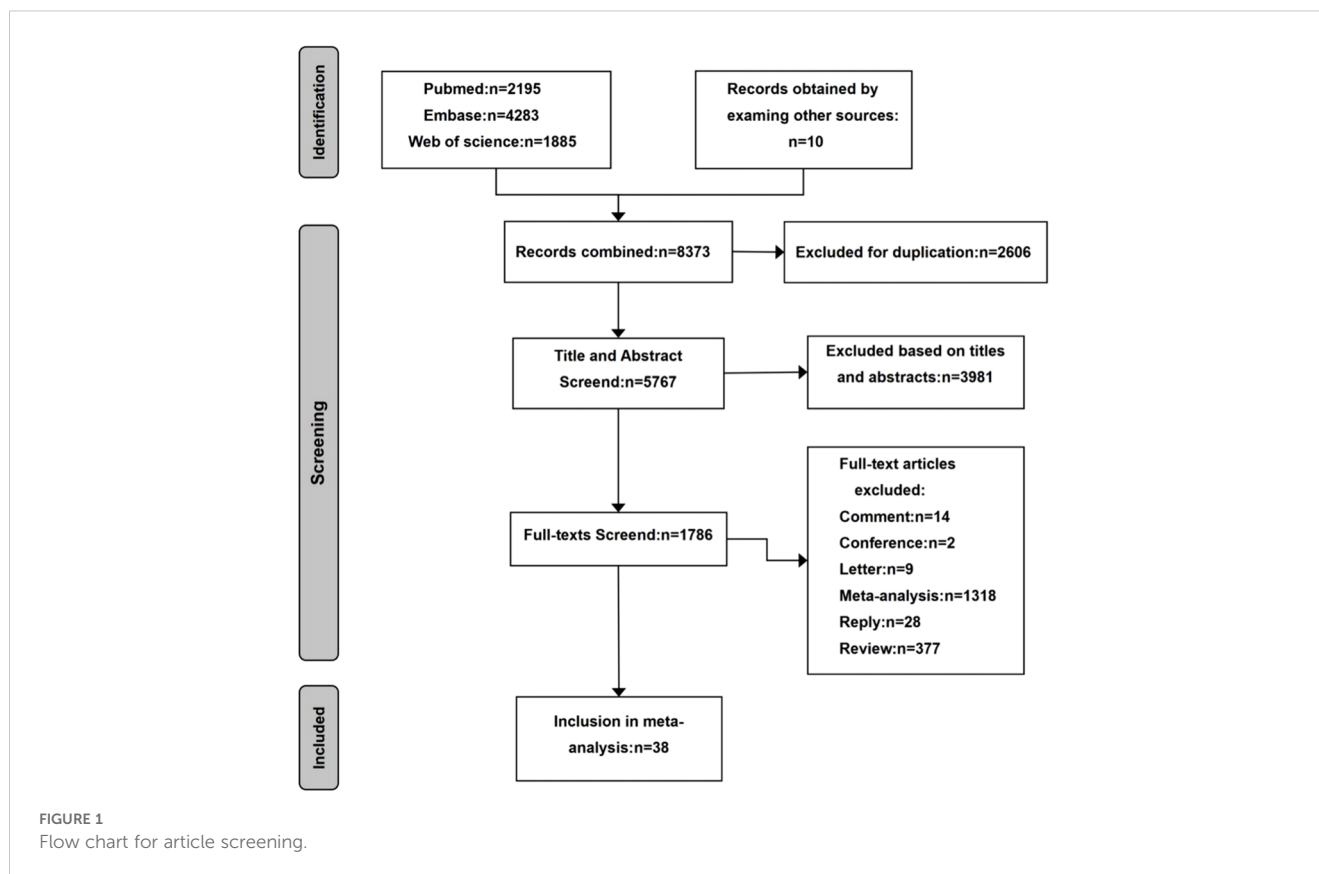 Identification
Pubmed:n=2195
Embase:n=4283
Web of science:n=1885
Records obtained by
examining other sources:
n=10
Screening
Records combined:n=8373
Excluded for duplication:n=2606
Title and Abstract
Screend:n=5767
Excluded based on titles
and abstracts:n=3981
Full-texts Screend:n=1786
Full-text articles
excluded:
Comment:n=14
Conference:n=2
Letter:n=9
Meta-analysis:n=1318
Reply:n=28
Review:n=377
Included
Inclusion in meta-
analysis:n=38
FIGURE 1
Flow chart for article screening.